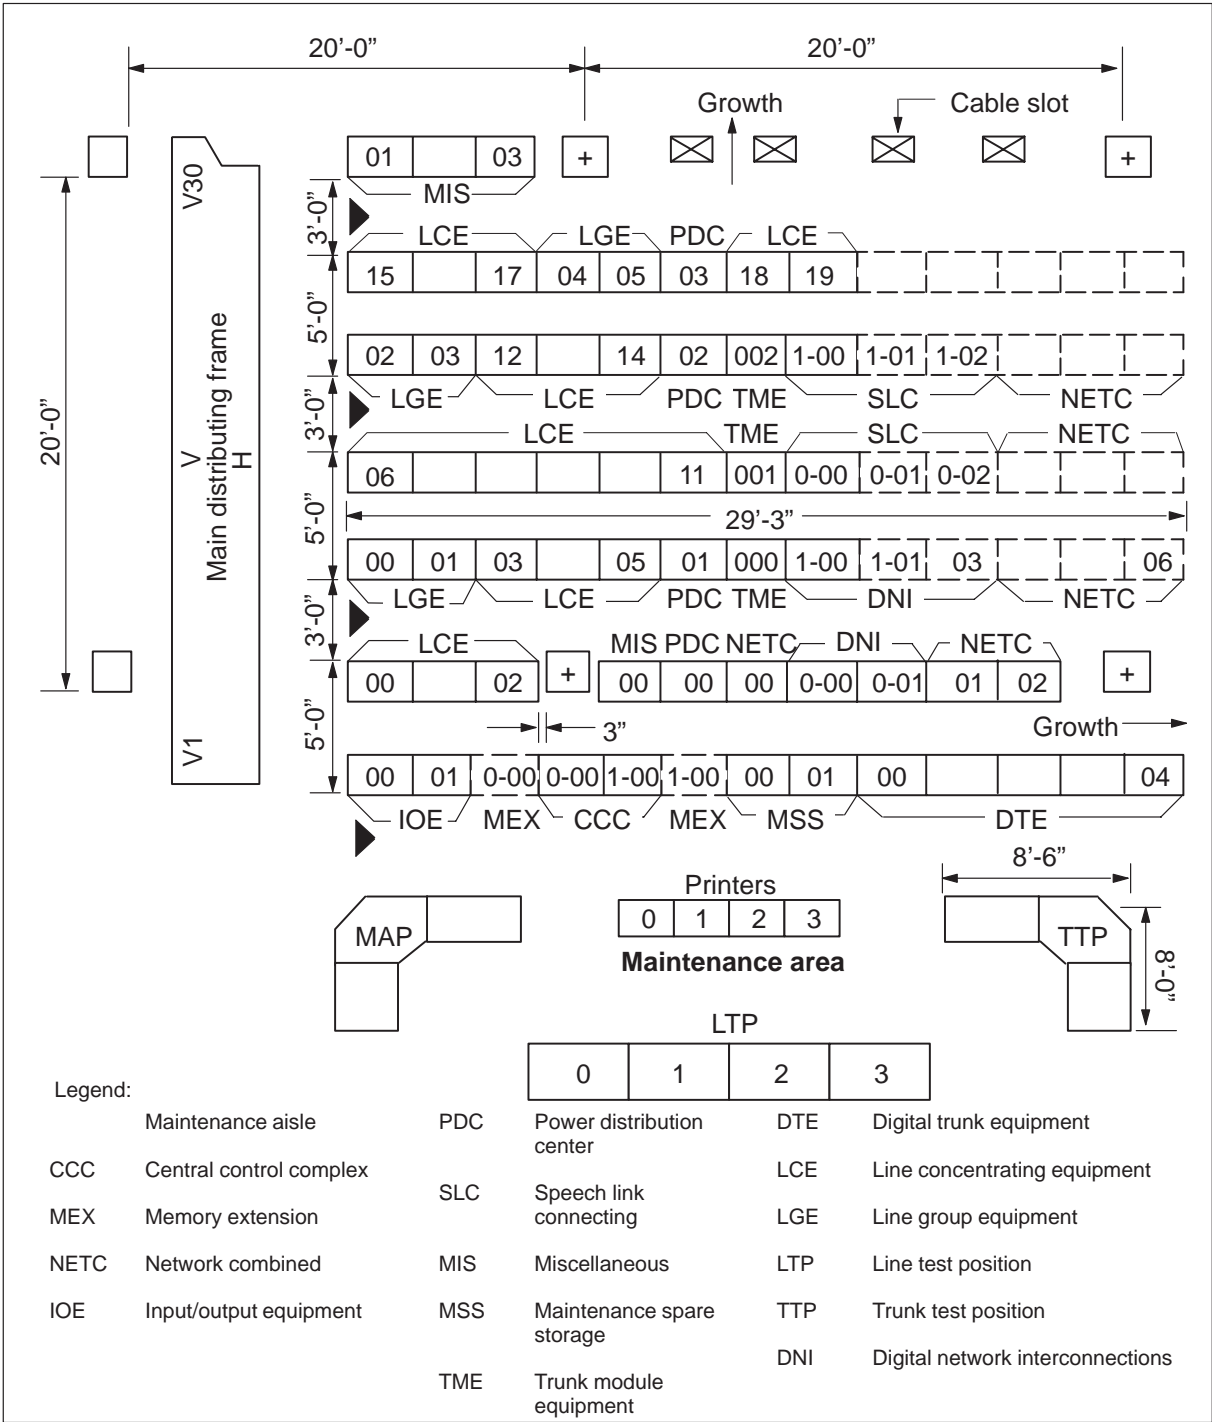 20’-0” 20’-0”
Growth Cable slot
01 03 + +
V30
MIS
3’-0”
LCE LGE PDC LCE
15 17 04 05 03 18 19
5’-0”
02 03 12 14 02 002 1-00 1-01 1-02
LGE LCE PDC TME SLC NETC
3’-0”
20’-0”
LCE TME SLC NETC
Main distributing frame
V
H
06 11 001 0-00 0-01 0-02
5’-0”
29’-3”
00 01 03 05 01 000 1-00 1-01 03 06
LGE LCE PDC TME DNI NETC
3’-0”
LCE MIS PDC NETC DNI NETC
00 02 + 00 00 00 0-00 0-01 01 02 +
5’-0”
3” Growth
V1
00 01 0-00 0-00 1-00 1-00 00 01 00 04
IOE MEX CCC MEX MSS DTE
8’-6”
Printers
0 1 2 3
MAP TTP
Maintenance area
8’-0”
LTP
0 1 2 3
Legend:
Maintenance aisle
CCC Central control complex
MEX Memory extension
NETC Network combined
IOE Input/output equipment
PDC Power distribution
center
SLC Speech link
connecting
MIS Miscellaneous
MSS Maintenance spare
storage
TME Trunk module
equipment
DTE Digital trunk equipment
LCE Line concentrating equipment
LGE Line group equipment
LTP Line test position
TTP Trunk test position
DNI Digital network interconnections